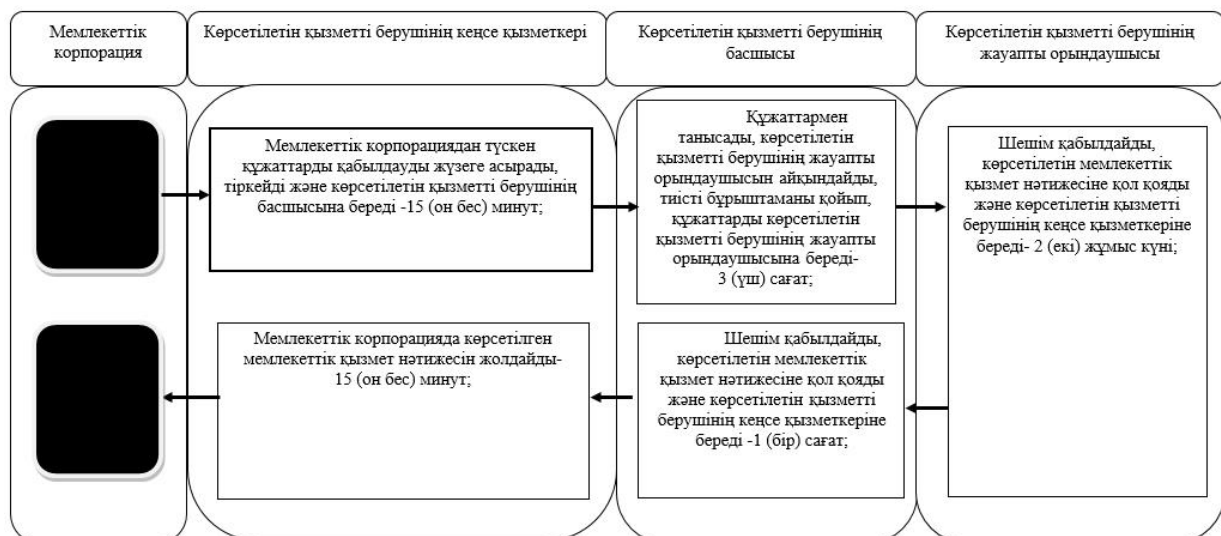 Мемлекеттік
корпорация
Көрсетілетін қызметті берушінің кеңсе қызметкері
Көрсетілетін қызметті берушінің
басшысы
Көрсетілетін қызметті берушінің
жауапты орындаушысы
Мемлекеттік корпорациядан түскен
құжаттарды қабылдауды жүзеге асырады,
тіркейді және көрсетілетін қызметті берушінің
басшысына береді -15 (он бес) минут;
Құжаттармен
танысады, көрсетілетін
қызметті берушінің жауапты
орындаушысын айқындайды,
тиісті бұрыштаманы қойып,
құжаттарды көрсетілетін
қызметті берушінің жауапты
орындаушысына береді-
3 (үш) сағат;
Шешім қабылдайды,
көрсетілетін мемлекеттік
қызмет нәтижесіне қол қояды
және көрсетілетін қызметті
берушінің кеңсе қызметкеріне
береді- 2 (екі) жұмыс күні;
Мемлекеттік корпорацияда көрсетілген
мемлекеттік қызмет нәтижесін жолдайды-
15 (он бес) минут;
Шешім қабылдайды,
көрсетілетін мемлекеттік
қызмет нәтижесіне қол қояды
және көрсетілетін қызметті
берушінің кеңсе қызметкеріне
береді -1 (бір) сағат;